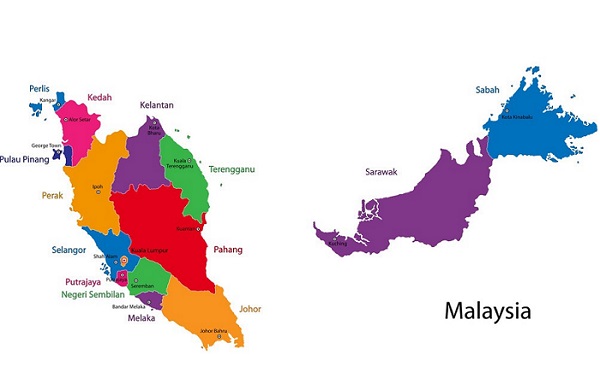 Perlis
Kangar
Kedah
Alor Setar
Kelantan
Kota
Bharu
George Town
Pulau Pinang
Kuala
Terengganu
Terengganu
Perak
Ipoh
Kuantan
Pahang
Selangor
Shah Alam
Kuala Lumpur
Putrajaya
Putrajaya
Negeri Sembilan
Seremban
Bandar Melaka
Melaka
Johor
Johor Bahru
Sabah
Kota Kinabalu
Sarawak
Kuching
Malaysia